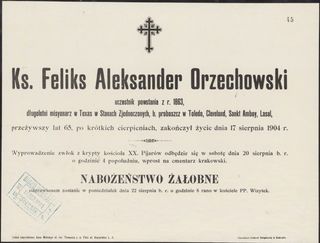 45
Ks. Feliks Aleksander Orzechowski
uczestnik powstania z r. 1863,
długoletni misyonarz w Texas w Stanach Zjednoczonych, b. proboszcz w Toledo, Cleveland, Sankt Amboy, Lasal,
przeżywszy lat 65, po krótkich cierpieniach, zakończył życie dnia 17 sierpnia 1904 r.
Wyprowadzenie zwłok z krypty kościoła XX. Pijarów odbędzie się w sobotę dnia 20 sierpnia b. r.
o godzinie 4 popołudniu, wprost na cmentarz krakowski.
NABOŻEŃSTWO ŻAŁOBNE
odprawionem zostanie w poniedziałek dnia 22 sierpnia b. r. o godzinie 8 rano w kościele PP. Wizytek.